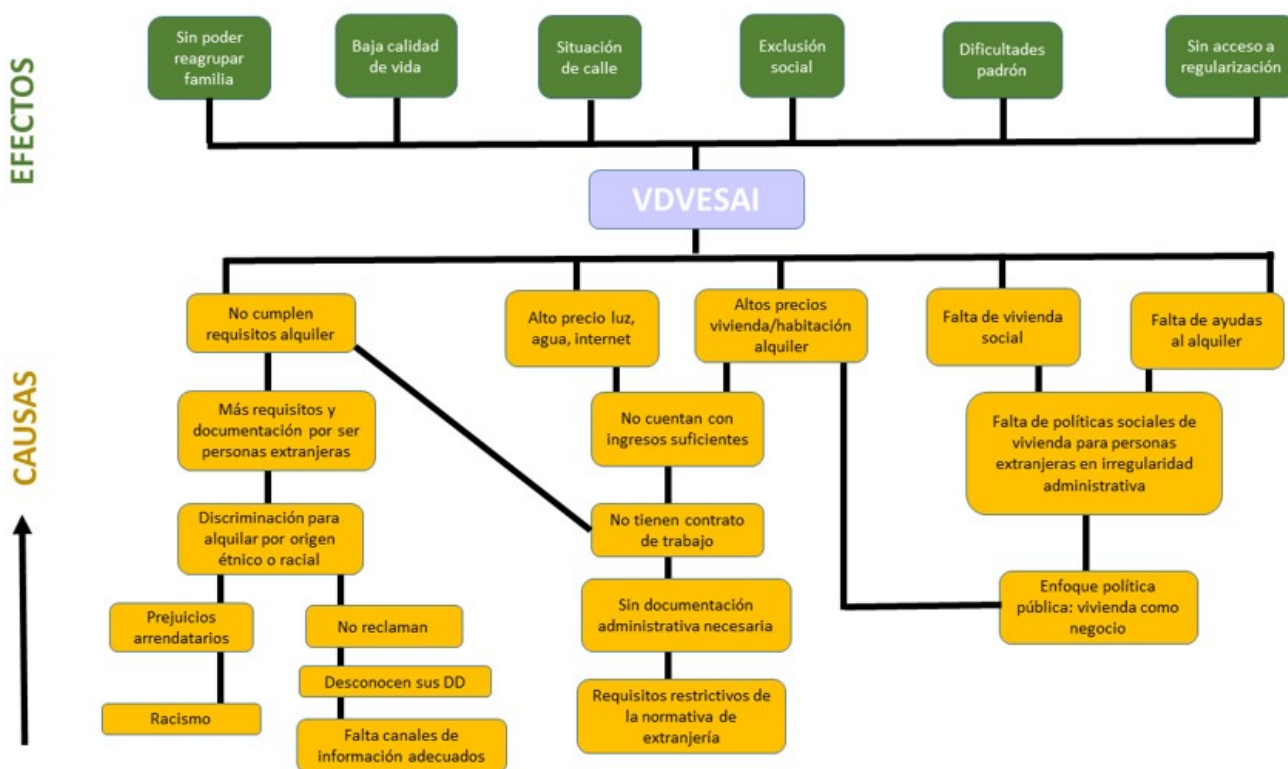 EFECTOS
Sin poder
reagrupar
familia
Baja calidad
de vida
Situación
de calle
Exclusión
social
Dificultades
padrón
Sin acceso a
regularización
VDVESAI
CAUSAS
No cumplen
requisitos alquiler
Alto precio luz,
agua, internet
Altos precios
vivienda/habitación
alquiler
Falta de vivienda
social
Falta de ayudas
al alquiler
Más requisitos y
documentación por ser
personas extranjeras
No cuentan con
ingresos suficientes
Falta de políticas sociales de
vivienda para personas
extranjeras en irregularidad
administrativa
Discriminación para
alquilar por origen
étnico o racial
No tienen contrato
de trabajo
Prejuicios
arrendatarios
No reclaman
Sin documentación
administrativa necesaria
Enfoque política
pública: vivienda como
negocio
Desconocen sus DD
Racismo
Falta canales de
información adecuados
Requisitos restrictivos de
la normativa de
extranjería